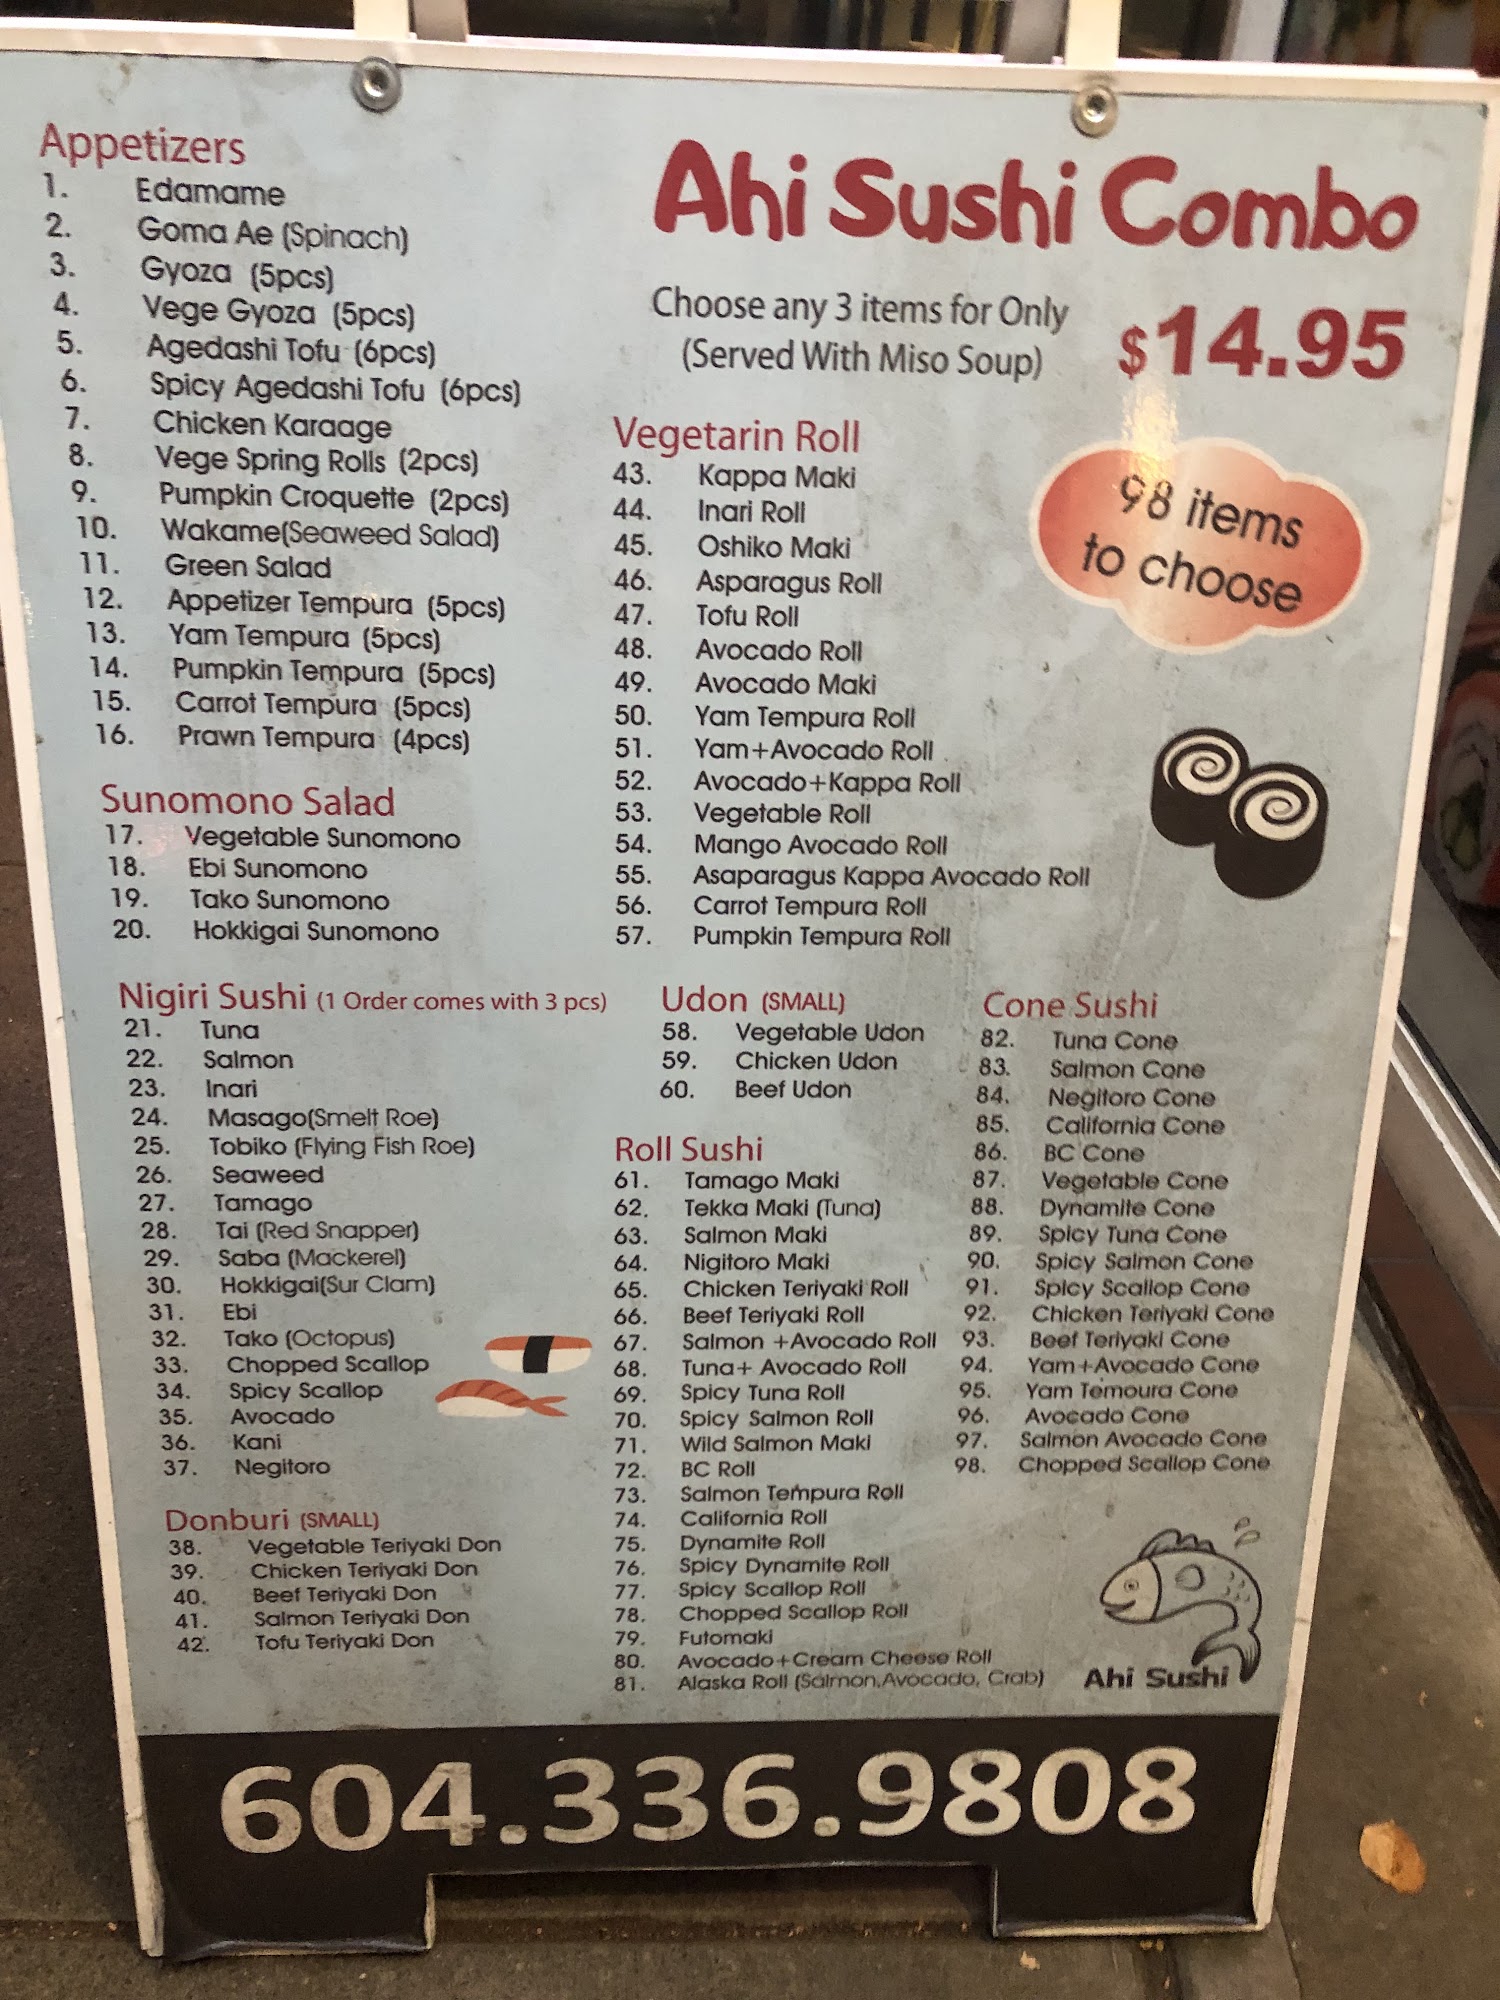 Appetizers
1. Edamame
2. Goma Ae (Spinach)
3. Gyoza (5pcs)
4. Vege Gyoza (5pcs)
5. Agedashi Tofu (6pcs)
6. Spicy Agedashi Tofu (6pcs)
7. Chicken Karaage
8. Vege Spring Rolls (2pcs)
9. Pumpkin Croquette (2pcs)
10. Wakame(Seaweed Salad)
11. Green Salad
12. Appetizer Tempura (5pcs)
13. Yam Tempura (5pcs)
14. Pumpkin Tempura (5pcs)
15. Carrot Tempura (5pcs)
16. Prawn Tempura (4pcs)
Sunomono Salad
17. Vegetable Sunomono
18. Ebi Sunomono
19. Tako Sunomono
20. Hokkigai Sunomono
Nigiri Sushi (1 Order comes with 3 pcs)
21. Tuna
22. Salmon
23. Inari
24. Masago(Smelt Roe)
25. Tobiko (Flying Fish Roe)
26. Seaweed
27. Tamago
28. Tai (Red Snapper)
29. Saba (Mackerel)
30. Hokkigai(Sur Clam)
31. Ebi
32. Tako (Octopus)
33. Chopped Scallop
34. Spicy Scallop
35. Avocado
36. Kani
37. Negitoro
Donburi (SMALL)
38. Vegetable Teriyaki Don
39. Chicken Teriyaki Don
40. Beef Teriyaki Don
41. Salmon Teriyaki Don
42. Tofu Teriyaki Don
Ahi Sushi Combo
Choose any 3 items for Only
(Served With Miso Soup)
$14.95
98 items
to choose
Vegetarin Roll
43. Kappa Maki
44. Inari Roll
45. Oshiko Maki
46. Asparagus Roll
47. Tofu Roll
48. Avocado Roll
49. Avocado Maki
50. Yam Tempura Roll
51. Yam+Avocado Roll
52. Avocado+Kappa Roll
53. Vegetable Roll
54. Mango Avocado Roll
55. Asaparagus Kappa Avocado Roll
56. Carrot Tempura Roll
57. Pumpkin Tempura Roll
Udon (SMALL)
58. Vegetable Udon
59. Chicken Udon
60. Beef Udon
Roll Sushi
61. Tamago Maki
62. Tekka Maki (Tuna)
63. Salmon Maki
64. Nigitoro Maki
65. Chicken Teriyaki Roll
66. Beef Teriyaki Roll
67. Salmon +Avocado Roll
68. Tuna+ Avocado Roll
69. Spicy Tuna Roll
70. Spicy Salmon Roll
71. Wild Salmon Maki
72. BC Roll
73. Salmon Tempura Roll
74. California Roll
75. Dynamite Roll
76. Spicy Dynamite Roll
77. Spicy Scallop Roll
78. Chopped Scallop Roll
79. Futomaki
80. Avocado+Cream Cheese Roll
81. Alaska Roll (Salmon,Avocado, Crab)
Cone Sushi
82. Tuna Cone
83. Salmon Cone
84. Negitoro Cone
85. California Cone
86. BC Cone
87. Vegetable Cone
88. Dynamite Cone
89. Spicy Tuna Cone
90. Spicy Salmon Cone
91. Spicy Scallop Cone
92. Chicken Teriyaki Cone
93. Beef Teriyaki Cone
94. Yam+Avocado Cone
95. Yam Temoura Cone
96. Avocado Cone
97. Salmon Avocado Cone
98. Chopped Scallop Cone
Ahi Sushi
604.336.9808